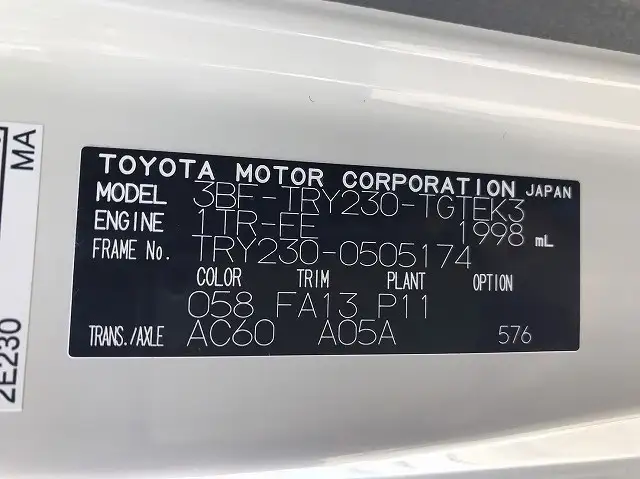 TOYOTA MOTOR CORPORATION JAPAN
MODEL 3BF-TRY230-TGTEK3
ENGINE 1TR-FE 1998 mL
FRAME No. TRY230-0505174
COLOR TRIM PLANT OPTION
058 FA13 P11
TRANS./AXLE AC60 A05A 576
MA
2E230